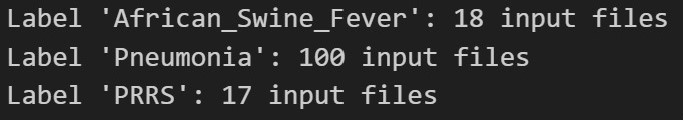 Label 'African_Swine_Fever': 18 input files
Label 'Pneumonia': 100 input files
Label 'PRRS': 17 input files